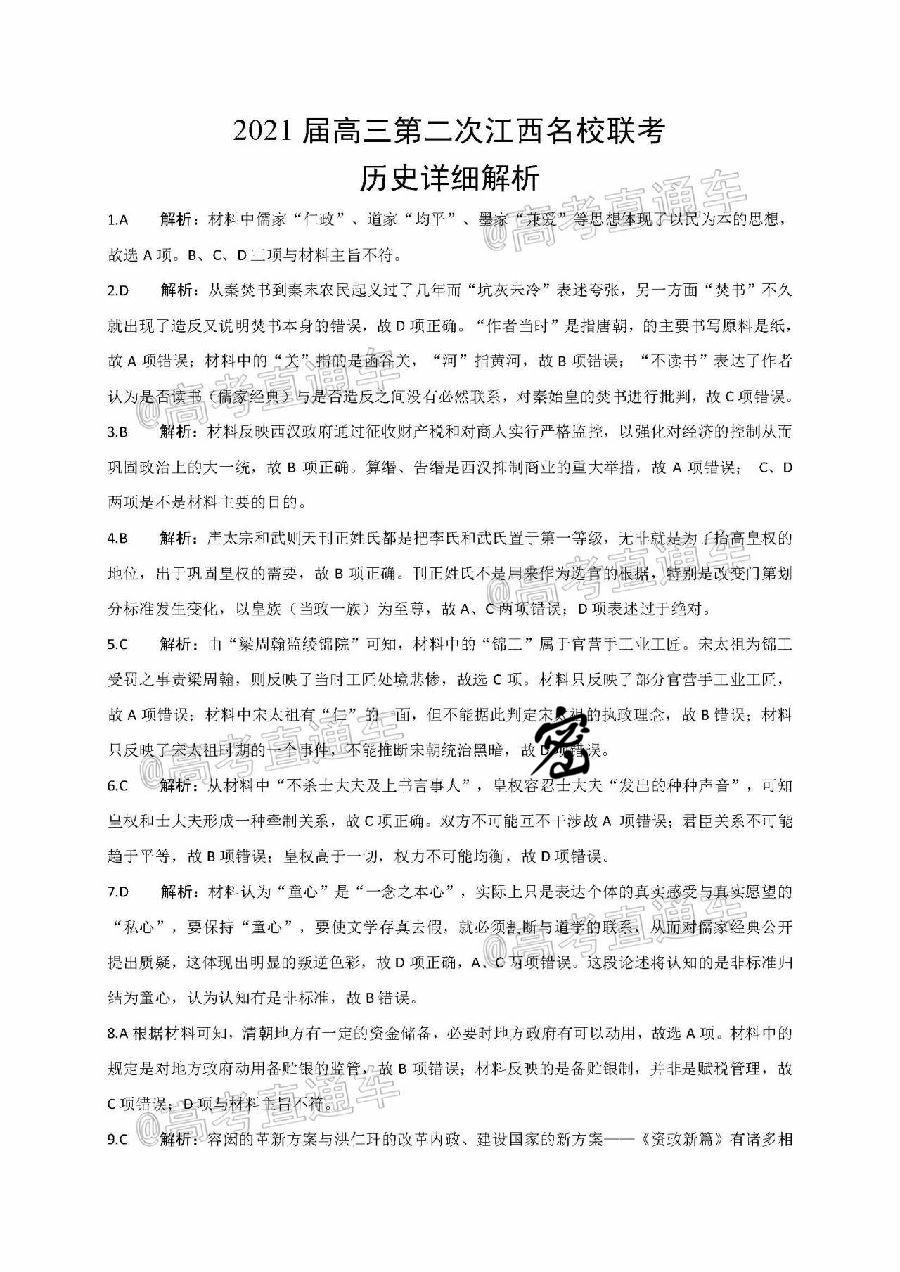 2021 届高三第二次江西名校联考
历史详细解析
1.A 解析：材料中儒家“仁政”、道家“均平”、墨家“兼爱”等思想体现了以民为本的思想，
故选 A 项。B、C、D 三项与材料主旨不符。
2.D 解析：从秦焚书到秦末农民起义过了几年而“坑灰未冷”表述夸张，另一方面“焚书”不久
就出现了造反又说明焚书本身的错误，故 D 项正确。“作者当时”是指唐朝，的主要书写原料是纸，
故 A 项错误；材料中的“关”指的是函谷关，“河”指黄河，故 B 项错误；“不读书”表达了作者
认为是否读书（儒家经典）与是否造反之间没有必然联系，对秦始皇的焚书进行批判，故 C 项错误。
3.B 解析：材料反映西汉政府通过征收财产税和对商人实行严格监控，以强化对经济的控制从而
巩固政治上的大一统，故 B 项正确。算缗、告缗是西汉抑制商业的重大举措，故 A 项错误； C、D
两项是不是材料主要的目的。
4.B 解析：唐太宗和武则天刊正姓氏都是把李氏和武氏置于第一等级，无非就是为了抬高皇权的
地位，出于巩固皇权的需要，故 B 项正确。刊正姓氏不是用来作为选官的根据，特别是改变门第划
分标准发生变化，以皇族（当政一族）为至尊，故 A、C 两项错误；D 项表述过于绝对。
5.C 解析：由“梁周翰监绫锦院”可知，材料中的“锦工”属于官营手工业工匠。宋太祖为锦工
受罚之事责梁周翰，则反映了当时工匠处境悲惨，故选 C 项。材料只反映了部分官营手工业工匠，
故 A 项错误；材料中宋太祖有“仁”的一面，但不能据此判定宋太祖的执政理念，故 B 错误；材料
只反映了宋太祖时期的一个事件，不能推断宋朝统治黑暗，故 D 项错误。
密
6.C 解析：从材料中“不杀士大夫及上书言事人”，皇权容忍士大夫“发出的种种声音”，可知
皇权和士大夫形成一种牵制关系，故 C 项正确。双方不可能互不干涉故 A 项错误；君臣关系不可能
趋于平等，故 B 项错误；皇权高于一切，权力不可能均衡，故 D 项错误。
7.D 解析：材料认为“童心”是“一念之本心”，实际上只是表达个体的真实感受与真实愿望的
“私心”，要保持“童心”，要使文学存真去假，就必须割断与道学的联系，从而对儒家经典公开
提出质疑，这体现出明显的叛逆色彩，故 D 项正确，A、C 两项错误。这段论述将认知的是非标准归
结为童心，认为认知有是非标准，故 B 错误。
8.A 根据材料可知，清朝地方有一定的资金储备，必要时地方政府有可以动用，故选 A 项。材料中的
规定是对地方政府动用备贮银的监管，故 B 项错误；材料反映的是备贮银制，并非是赋税管理，故
C 项错误；D 项与材料主旨不符。
9.C 解析：容闳的革新方案与洪仁玕的改革内政、建设国家的新方案——《资政新篇》有诸多相
@高考直通车
@高考直通车
@高考直通车
@高考直通车
@高考直通车
@高考直通车